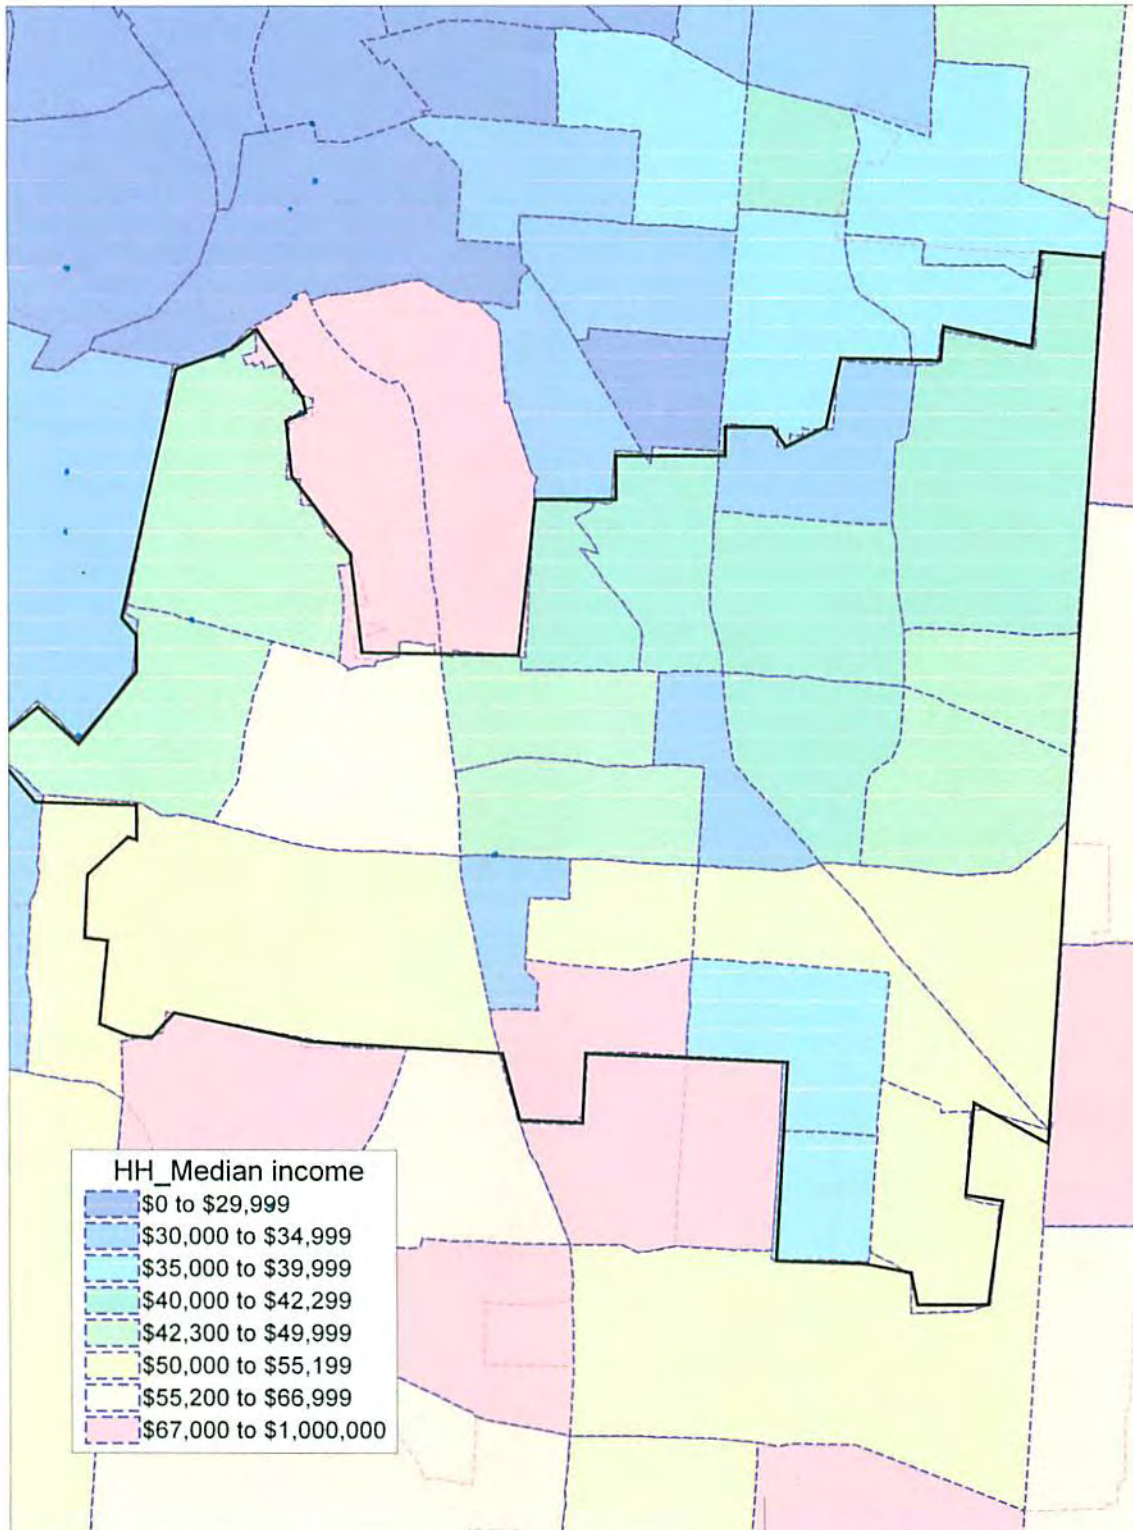 HH_Median income
$0 to $29,999
$30,000 to $34,999
$35,000 to $39,999
$40,000 to $42,299
$42,300 to $49,999
$50,000 to $55,199
$55,200 to $66,999
$67,000 to $1,000,000